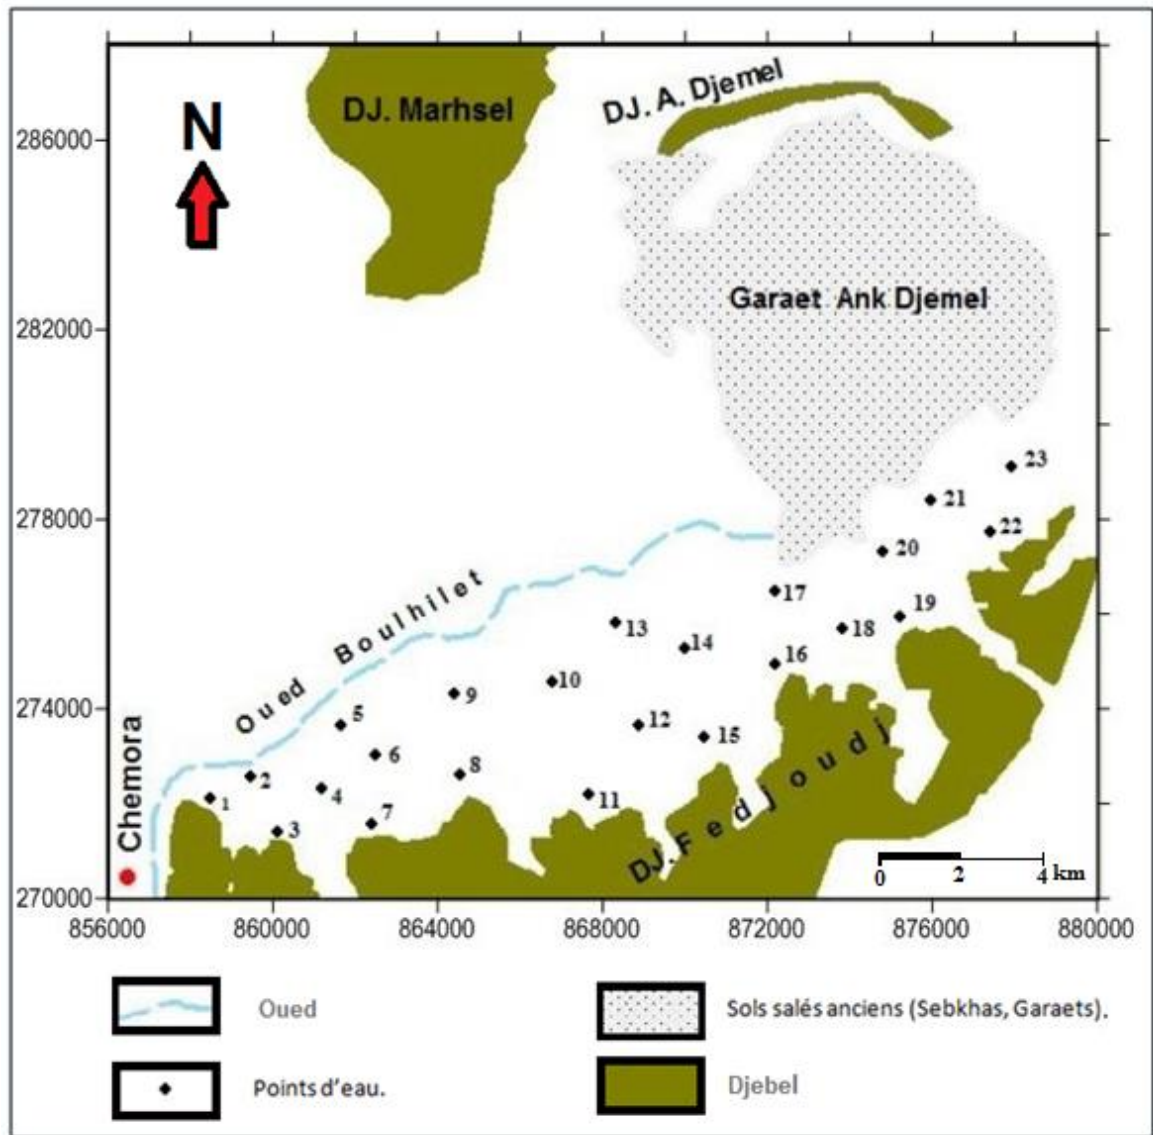 N
DJ. Marhsel
DJ. A. Djemel
Garaet Ank Djemel
286000
282000
278000
274000
270000
Oued Boulhilet
Chemora
DJ. Fedjoudj
1
2
3
4
5
6
7
8
9
10
11
12
13
14
15
16
17
18
19
20
21
22
23
0 2 4 km
856000 860000 864000 868000 872000 876000 880000
Oued
Sols salés anciens (Sebkhas, Garaets).
Points d'eau.
Djebel